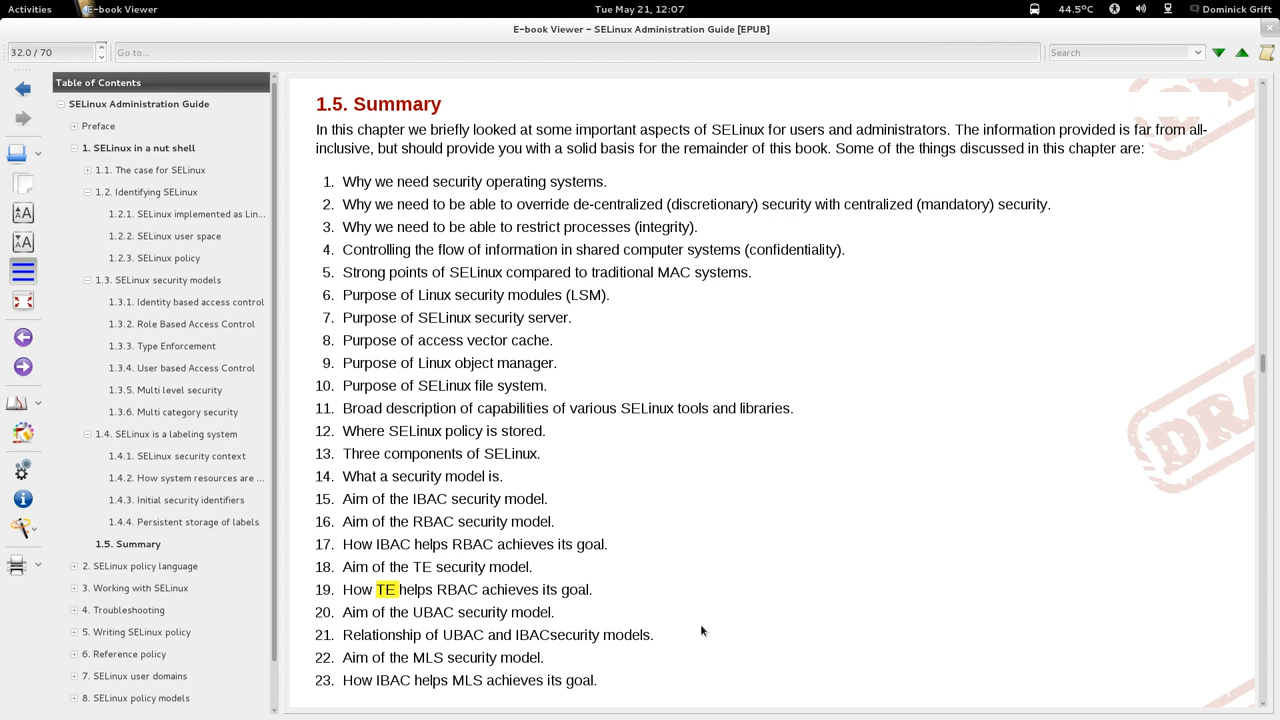 Activities
E-book Viewer
Tue May 21, 12:07
44.5°C
Dominick Grift
E-book Viewer – SELinux Administration Guide [EPUB]
32.0 / 70
Go to...
Search
Table of Contents
SELinux Administration Guide
Preface
1. SELinux in a nut shell
1.1. The case for SELinux
1.2. Identifying SELinux
1.2.1. SELinux implemented as Lin...
1.2.2. SELinux user space
1.2.3. SELinux policy
1.3. SELinux security models
1.3.1. Identity based access control
1.3.2. Role Based Access Control
1.3.3. Type Enforcement
1.3.4. User based Access Control
1.3.5. Multi level security
1.3.6. Multi category security
1.4. SELinux is a labeling system
1.4.1. SELinux security context
1.4.2. How system resources are ...
1.4.3. Initial security identifiers
1.4.4. Persistent storage of labels
1.5. Summary
2. SELinux policy language
3. Working with SELinux
4. Troubleshooting
5. Writing SELinux policy
6. Reference policy
7. SELinux user domains
8. SELinux policy models
1.5. Summary
In this chapter we briefly looked at some important aspects of SELinux for users and administrators. The information provided is far from all-
inclusive, but should provide you with a solid basis for the remainder of this book. Some of the things discussed in this chapter are:
1. Why we need security operating systems.
2. Why we need to be able to override de-centralized (discretionary) security with centralized (mandatory) security.
3. Why we need to be able to restrict processes (integrity).
4. Controlling the flow of information in shared computer systems (confidentiality).
5. Strong points of SELinux compared to traditional MAC systems.
6. Purpose of Linux security modules (LSM).
7. Purpose of SELinux security server.
8. Purpose of access vector cache.
9. Purpose of Linux object manager.
10. Purpose of SELinux file system.
11. Broad description of capabilities of various SELinux tools and libraries.
12. Where SELinux policy is stored.
13. Three components of SELinux.
14. What a security model is.
15. Aim of the IBAC security model.
16. Aim of the RBAC security model.
17. How IBAC helps RBAC achieves its goal.
18. Aim of the TE security model.
19. How TE helps RBAC achieves its goal.
20. Aim of the UBAC security model.
21. Relationship of UBAC and IBACsecurity models.
22. Aim of the MLS security model.
23. How IBAC helps MLS achieves its goal.